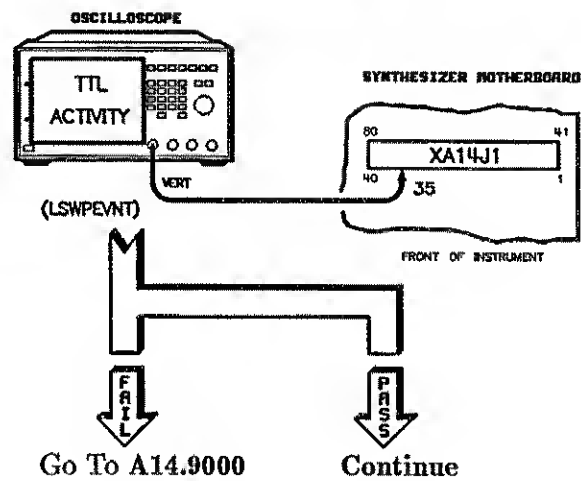 OSCILLOSCOPE
TTL
ACTIVITY
VERT
(LSWPEVNT)
SYNTHESIZER MOTHERBOARD
80
41
XA14J1
40
35
1
FRONT OF INSTRUMENT
FAIL
PASS
Go To A14.9000
Continue